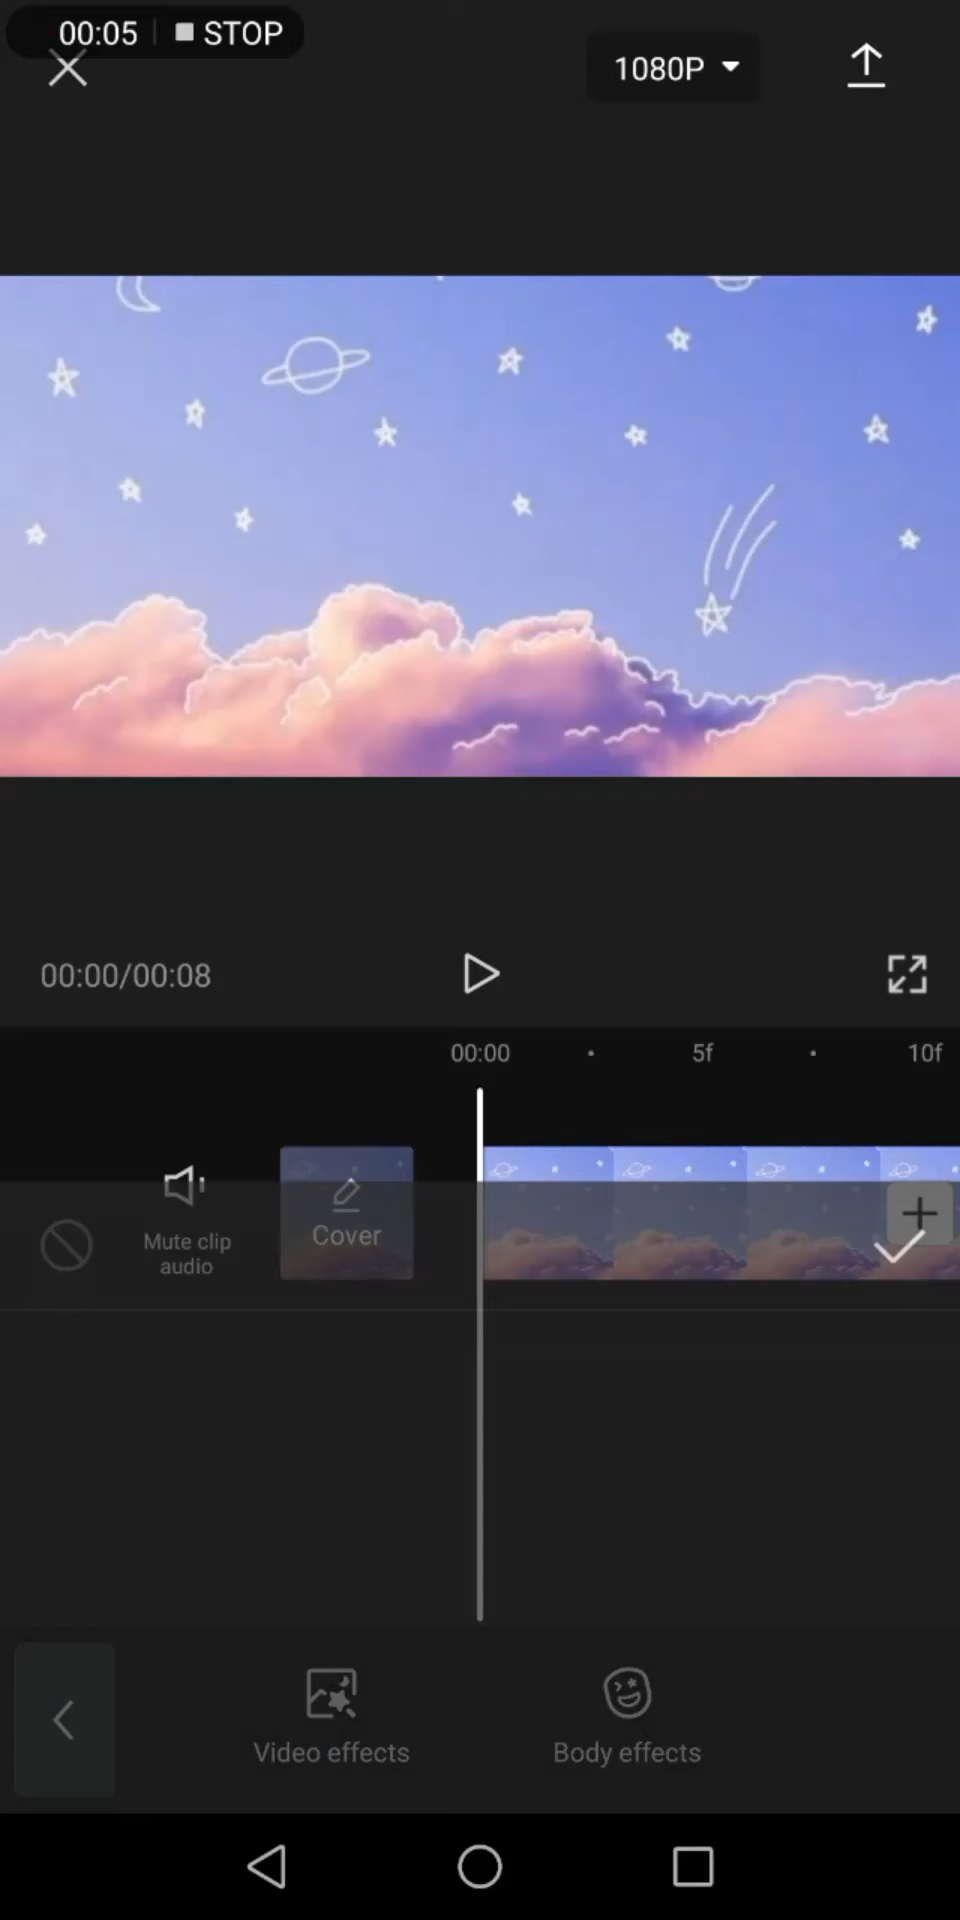 00:05 STOP
1080P
00:00/00:08
00:00 5f 10f
Mute clip
audio
Cover
Video effects
Body effects